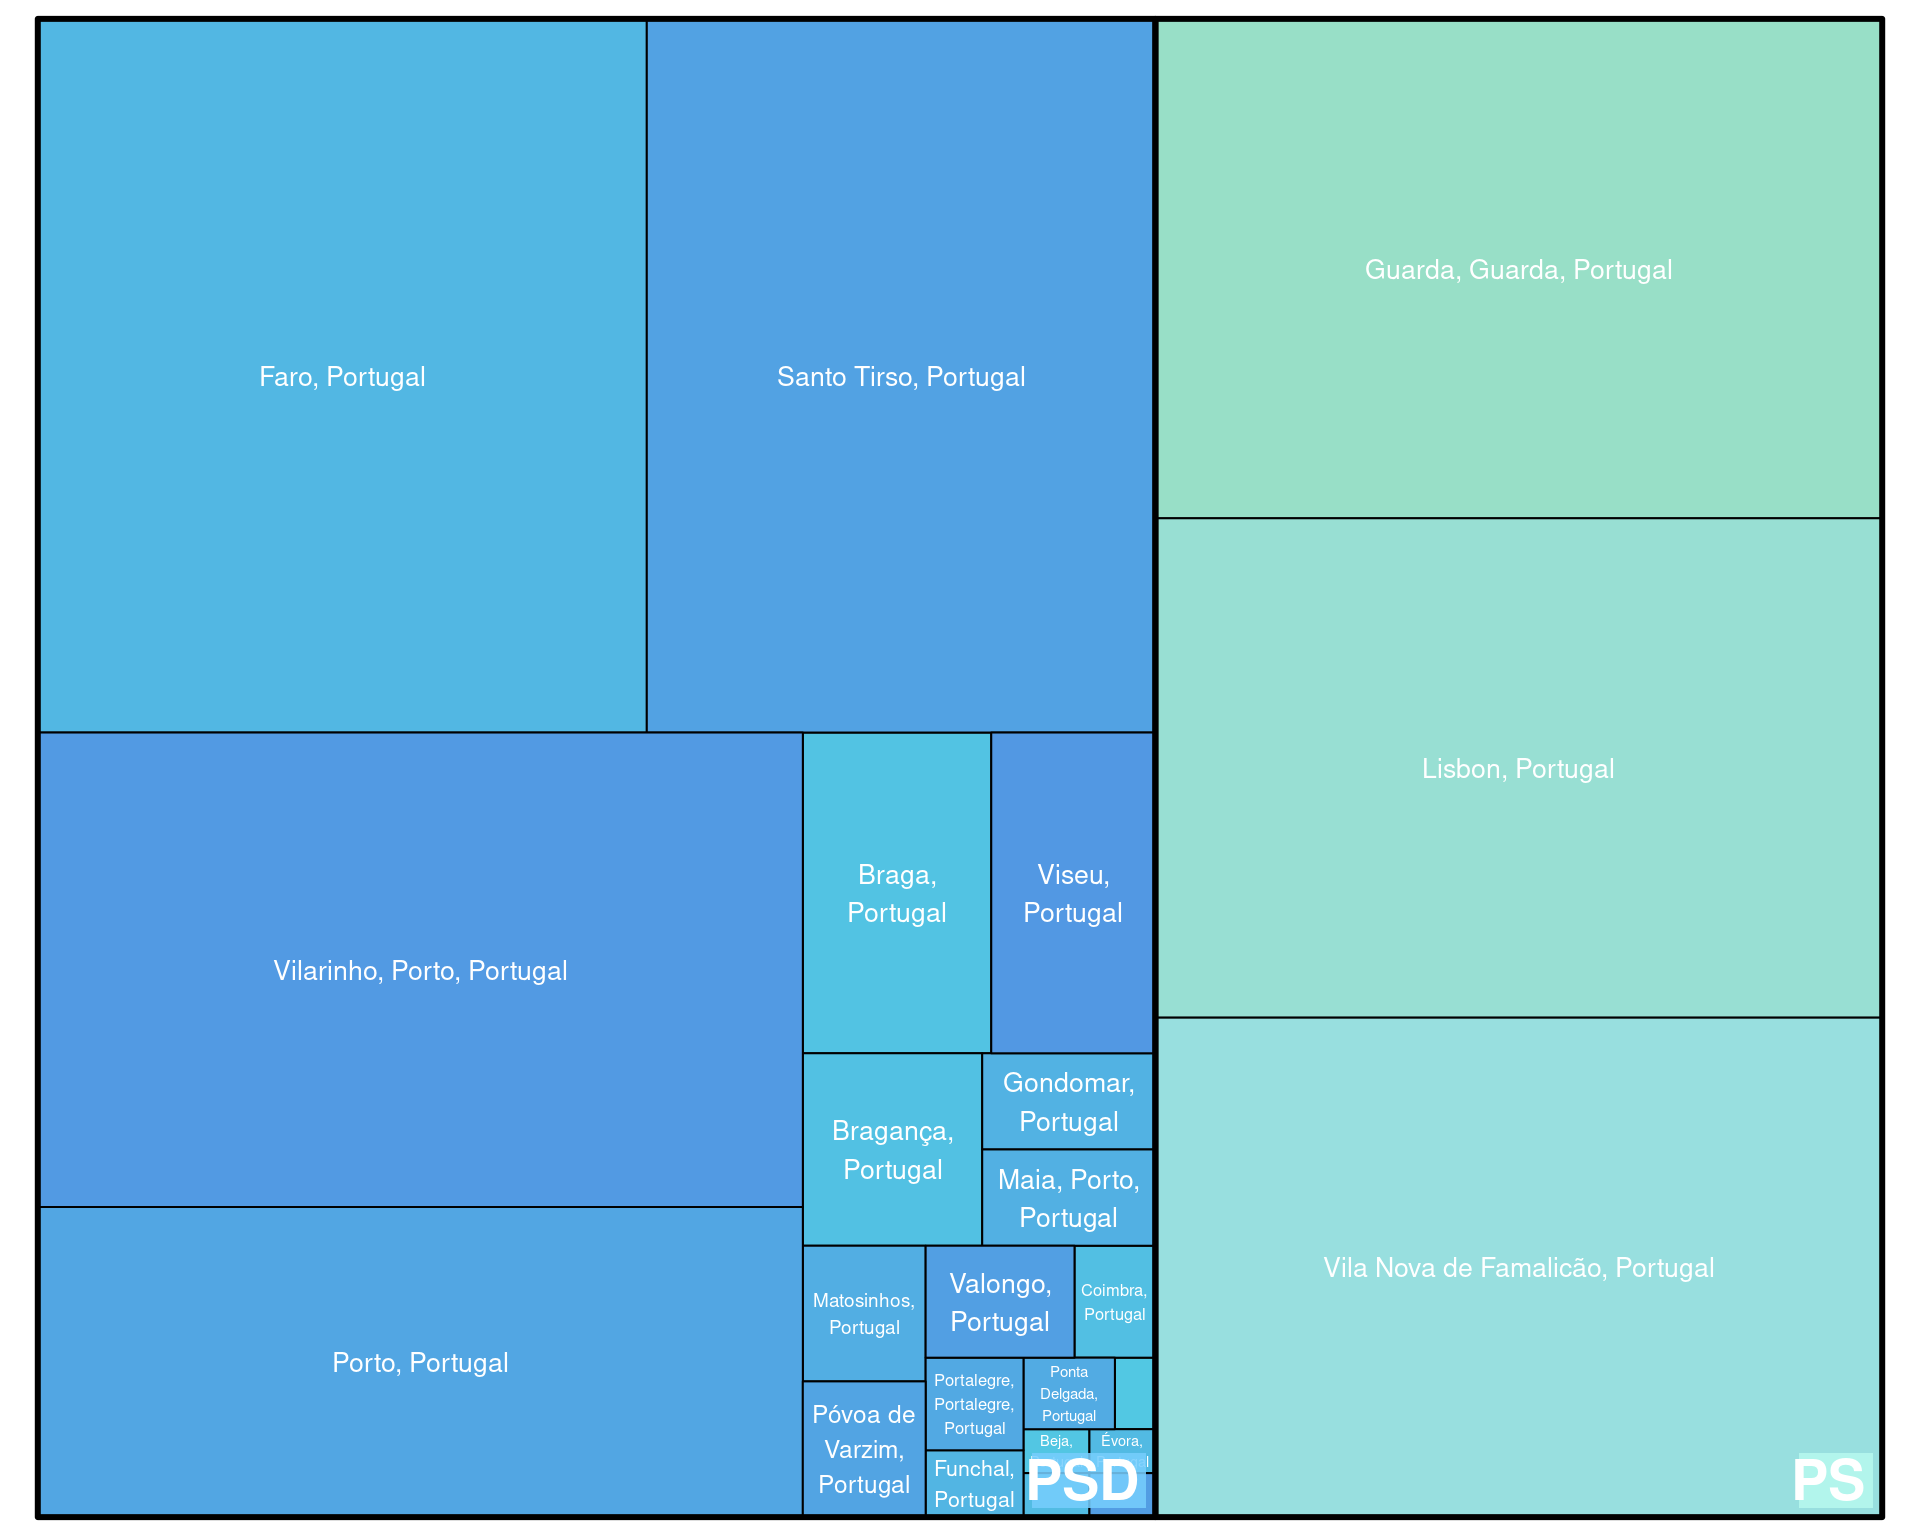 Faro, Portugal
Santo Tirso, Portugal
Guarda, Guarda, Portugal
Lisbon, Portugal
Vilarinho, Porto, Portugal
Braga,
Portugal
Viseu,
Portugal
Gondomar,
Portugal
Bragança,
Portugal
Maia, Porto,
Portugal
Vila Nova de Famalicão, Portugal
Matosinhos,
Portugal
Valongo,
Portugal
Coimbra,
Portugal
Porto, Portugal
Portalegre,
Portalegre,
Portugal
Ponta
Delgada,
Portugal
Póvoa de
Varzim,
Portugal
Beja,
Évora,
Funchal,
Portugal
PSD
PS